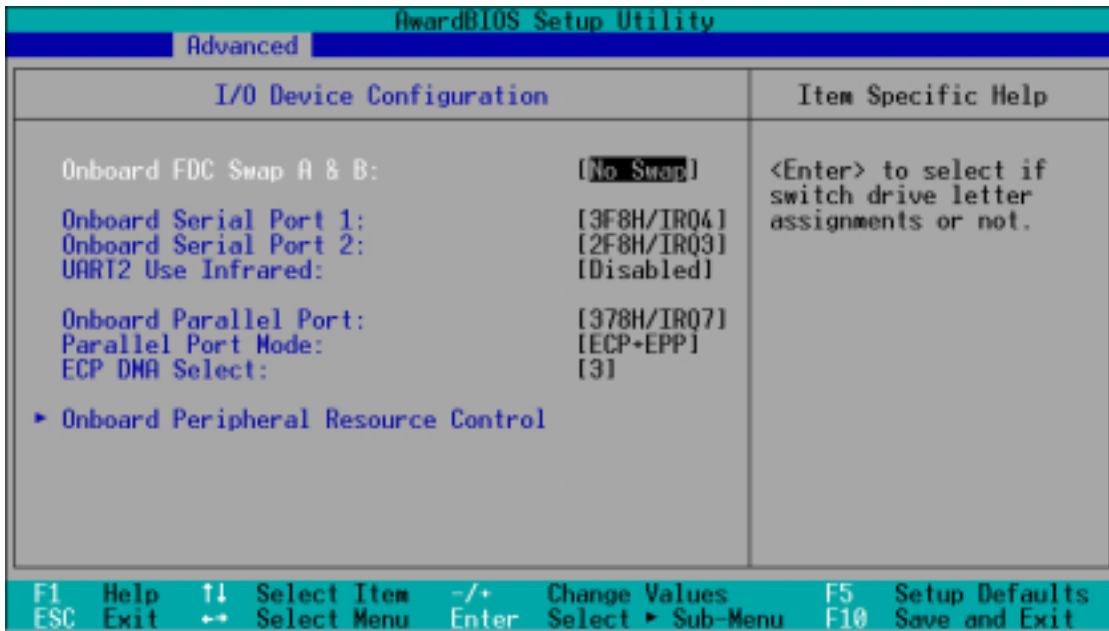 AwardBIOS Setup Utility
Advanced
I/O Device Configuration
Item Specific Help
Onboard FDC Swap A & B: [No Swap]
Onboard Serial Port 1: [3F8H/IRQ4]
Onboard Serial Port 2: [2F8H/IRQ3]
UART2 Use Infrared: [Disabled]
Onboard Parallel Port: [378H/IRQ7]
Parallel Port Mode: [ECP+EPP]
ECP DMA Select: [3]
► Onboard Peripheral Resource Control
<Enter> to select if
switch drive letter
assignments or not.
F1 Help ↑↓ Select Item -/+ Change Values F5 Setup Defaults
ESC Exit ←→ Select Menu Enter Select ► Sub-Menu F10 Save and Exit